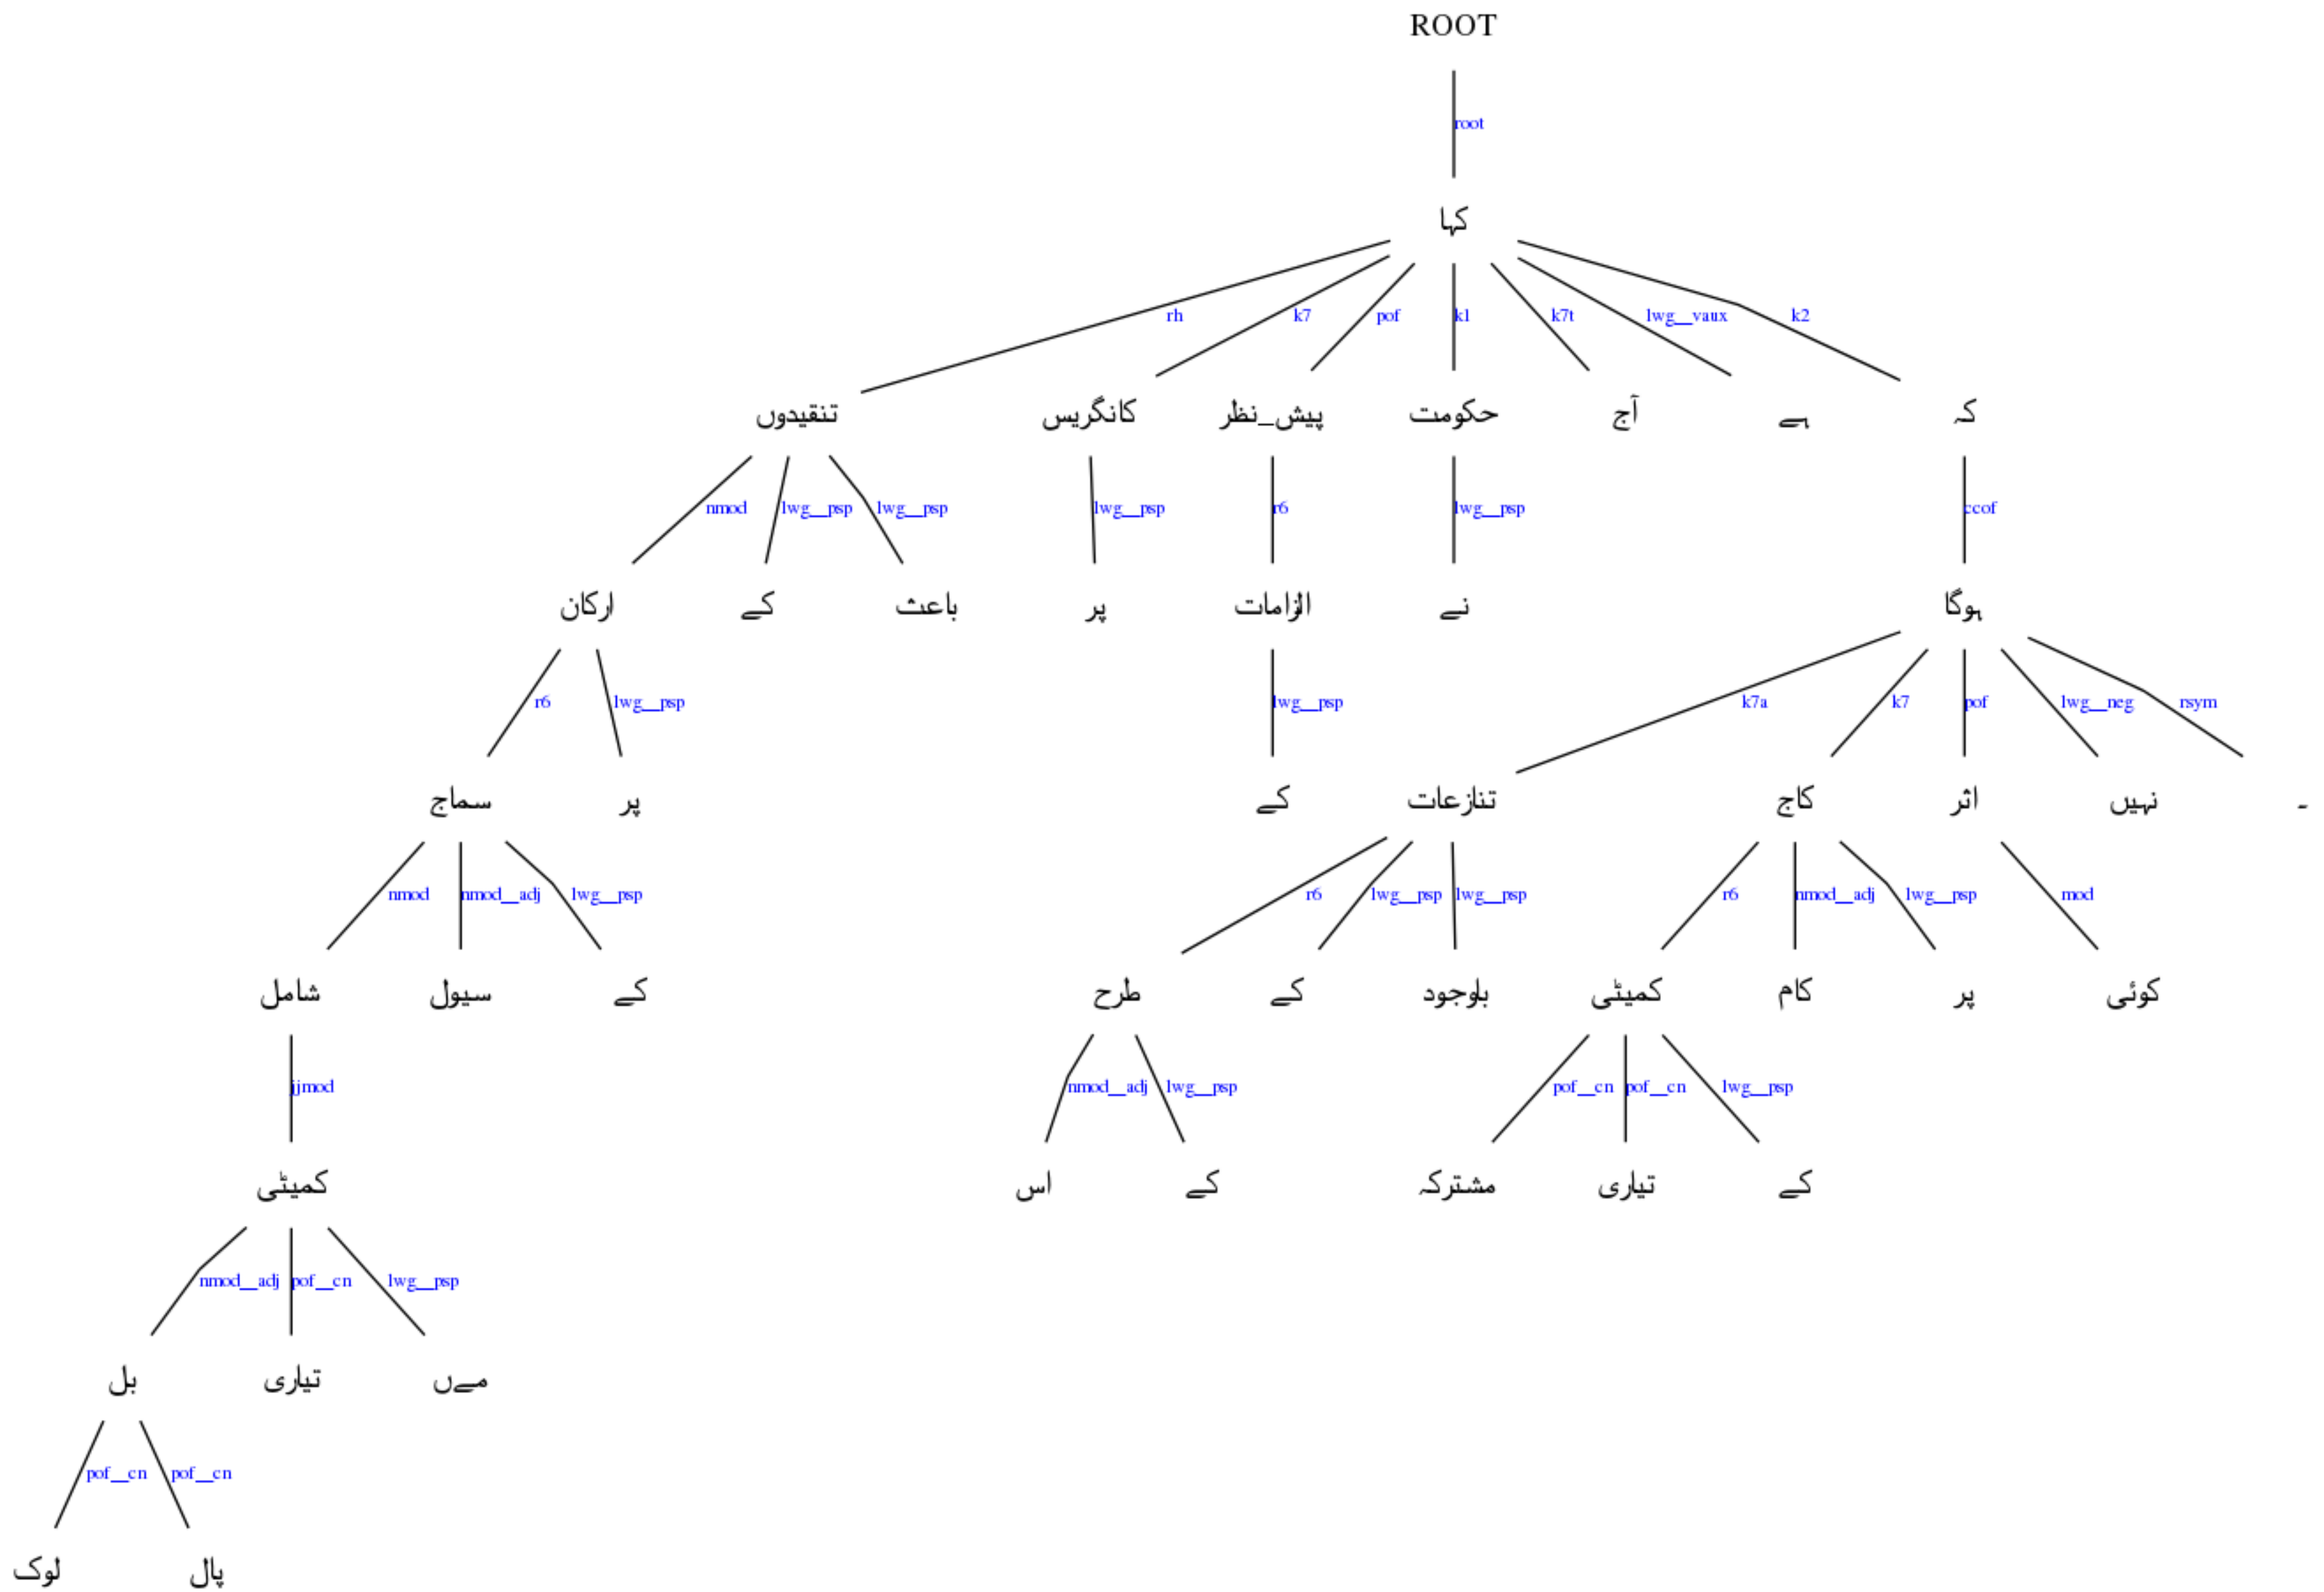 ROOT
root
کہا
rh k7 pof k1 k7t lwg__vaux k2
تنقیدوں کانگریس پیش_نظر حکومت آج ہے کہ
nmod lwg__psp lwg__psp lwg__psp r6 lwg__psp ccof
ارکان کے باعث پر الزامات نے ہوگا
r6 lwg__psp lwg__psp k7a k7 pof lwg__neg rsym
سماج پر کے تنازعات کاج اثر نہیں ۔
nmod nmod__adj lwg__psp r6 lwg__psp lwg__psp r6 nmod__adj lwg__psp mod
شامل سیول کے طرح کے باوجود کمیٹی کام پر کوئی
jjmod nmod__adj lwg__psp pof__cn pof__cn lwg__psp
کمیٹی اس کے مشترکہ تیاری کے
nmod__adj pof__cn lwg__psp
بل تیاری مےں
pof__cn pof__cn
لوک پال